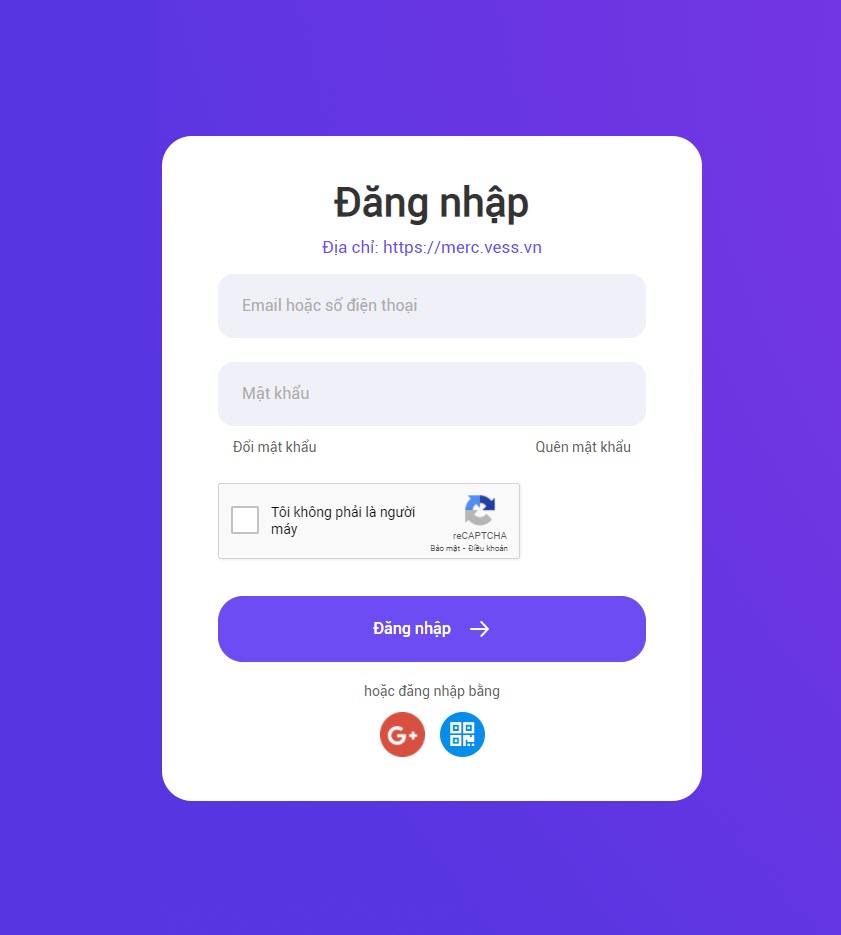 Đăng nhập
Địa chỉ: https://merc.vess.vn
Email hoặc số điện thoại
Mật khẩu
Đổi mật khẩu Quên mật khẩu
Tôi không phải là người
máy
reCAPTCHA
Bảo mật - Điều khoản
Đăng nhập
hoặc đăng nhập bằng
G+